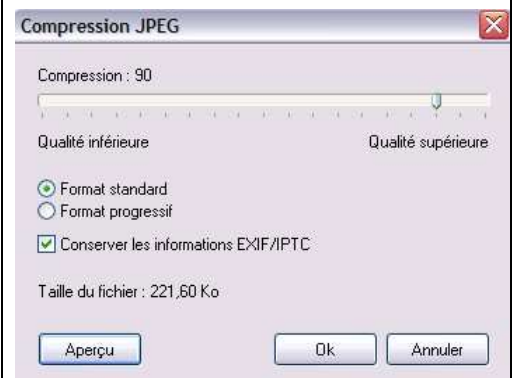 Compression JPEG
Compression : 90
Qualité inférieure Qualité supérieure
Format standard
Format progressif
Conserver les informations EXIF/IPTC
Taille du fichier : 221,60 Ko
Aperçu Ok Annuler